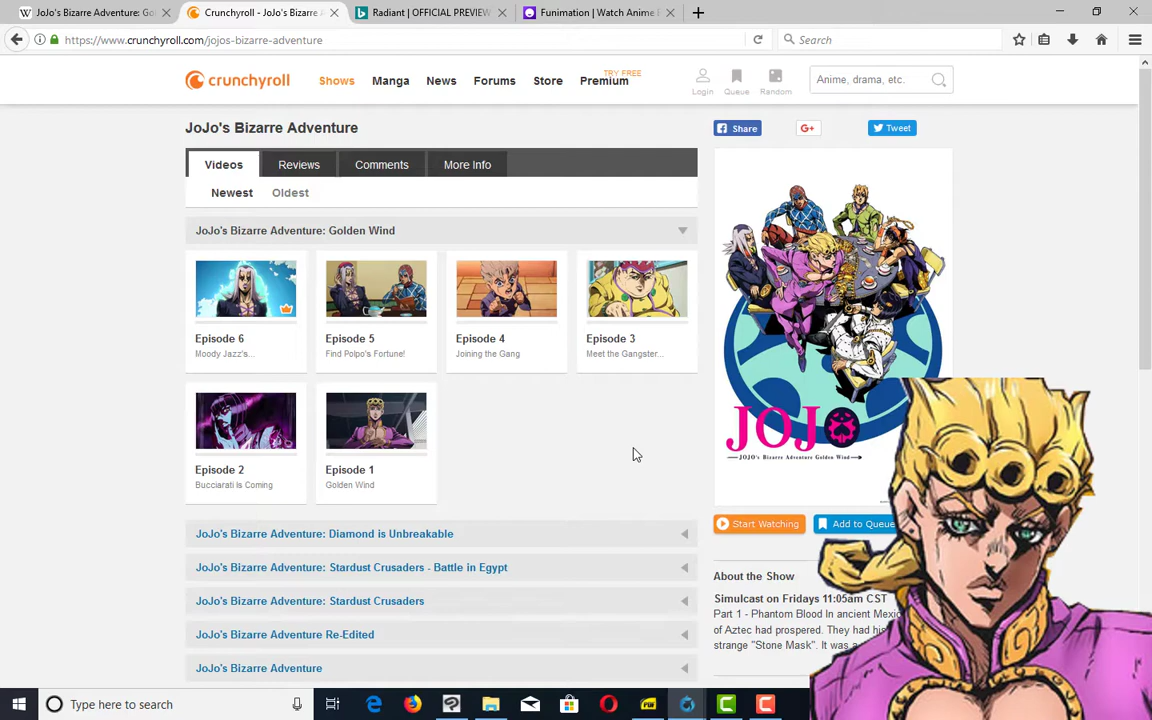 JoJo's Bizarre Adventure: Gol
Crunchyroll - JoJo's Bizarre A
Radiant | OFFICIAL PREVIEW
Funimation | Watch Anime
https://www.crunchyroll.com/jojos-bizarre-adventure
Search
crunchyroll
Shows
Manga
News
Forums
Store
TRY FREE
Premium
Login
Queue
Random
Anime, drama, etc.
JoJo's Bizarre Adventure
Share
G+
Tweet
Videos
Reviews
Comments
More Info
Newest
Oldest
JoJo's Bizarre Adventure: Golden Wind
Episode 6
Moody Jazz's...
Episode 5
Find Polpo's Fortune!
Episode 4
Joining the Gang
Episode 3
Meet the Gangster...
Episode 2
Bucciarati Is Coming
Episode 1
Golden Wind
JOJO
JOJO's Bizarre Adventure Golden Wind
Start Watching
Add to Queue
JoJo's Bizarre Adventure: Diamond is Unbreakable
JoJo's Bizarre Adventure: Stardust Crusaders - Battle in Egypt
JoJo's Bizarre Adventure: Stardust Crusaders
JoJo's Bizarre Adventure Re-Edited
JoJo's Bizarre Adventure
About the Show
Simulcast on Fridays 11:05am CST
Part 1 - Phantom Blood In ancient Mexic
of Aztec had prospered. They had his
strange "Stone Mask". It was a
Type here to search